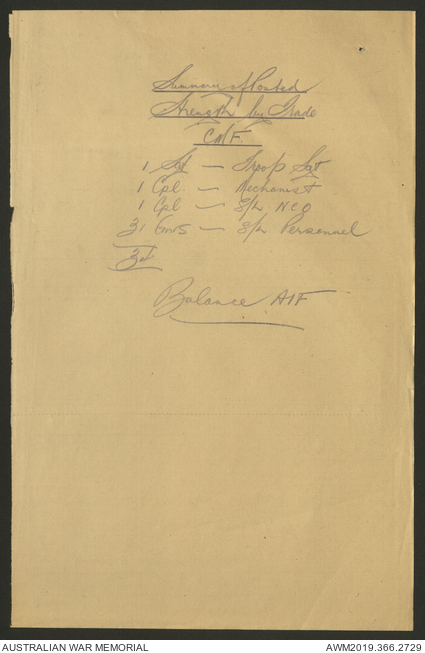 Summary of Posted
Strength by Trade
CMF.
1 Sgt — Troop Sgt
1 Cpl. — Mechanist
1 Cpl — S/L N.C.O
31 Gnrs — S/L Personnel
34
Balance AIF
AUSTRALIAN WAR MEMORIAL
AWM2019.366.2729